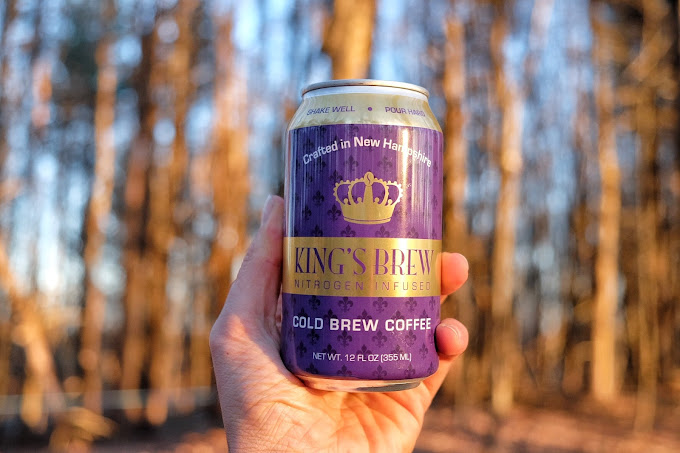 SHAKE WELL • POUR HARD
Crafted in New Hampshire
KING'S BREW
NITROGEN INFUSED
COLD BREW COFFEE
NET WT. 12 FL OZ (355 ML)